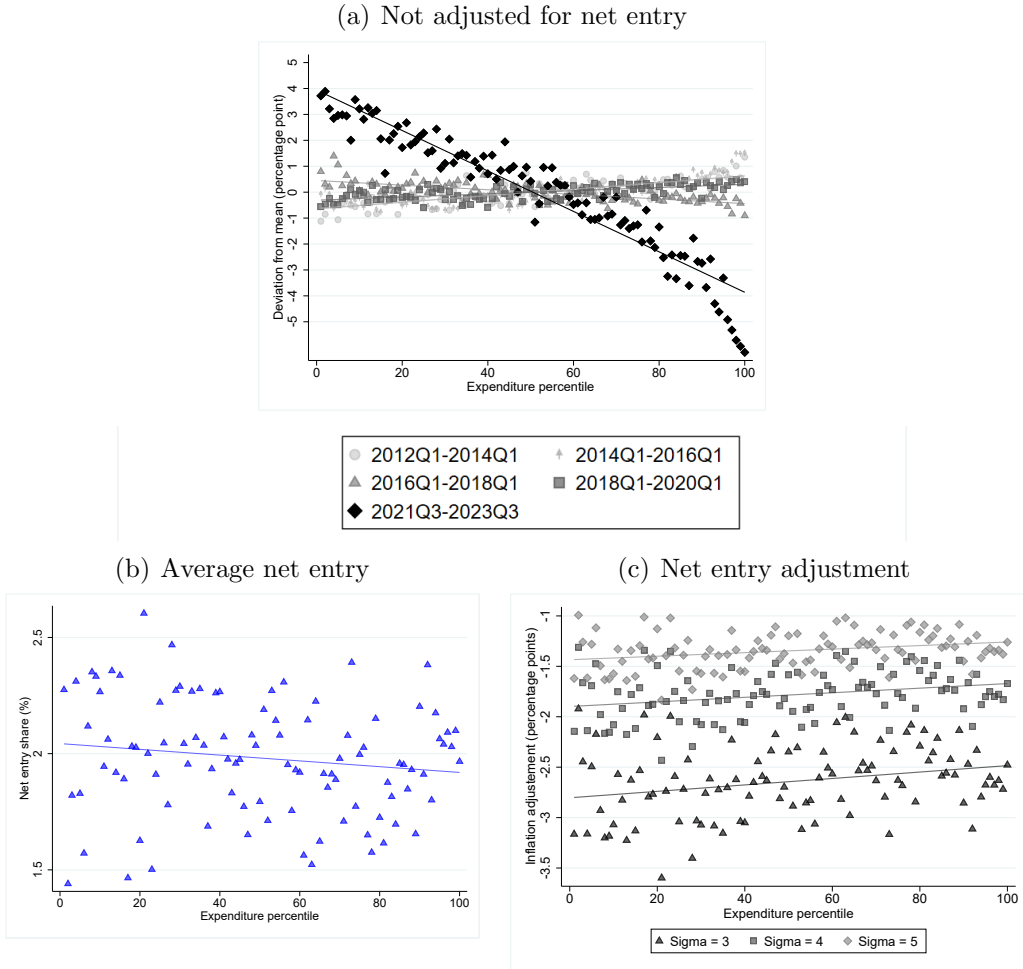 (a) Not adjusted for net entry
Deviation from mean (percentage point)
5
4
3
2
1
0
-1
-2
-3
-4
-5
0 20 40 60 80 100
Expenditure percentile
2012Q1-2014Q1 2014Q1-2016Q1
2016Q1-2018Q1 2018Q1-2020Q1
2021Q3-2023Q3
(b) Average net entry
Net entry share (%)
2.5
2
1.5
0 20 40 60 80 100
Expenditure percentile
(c) Net entry adjustment
Inflation adjustement (percentage points)
-1
-1.5
-2
-2.5
-3
-3.5
0 20 40 60 80 100
Expenditure percentile
Sigma = 3 Sigma = 4 Sigma = 5